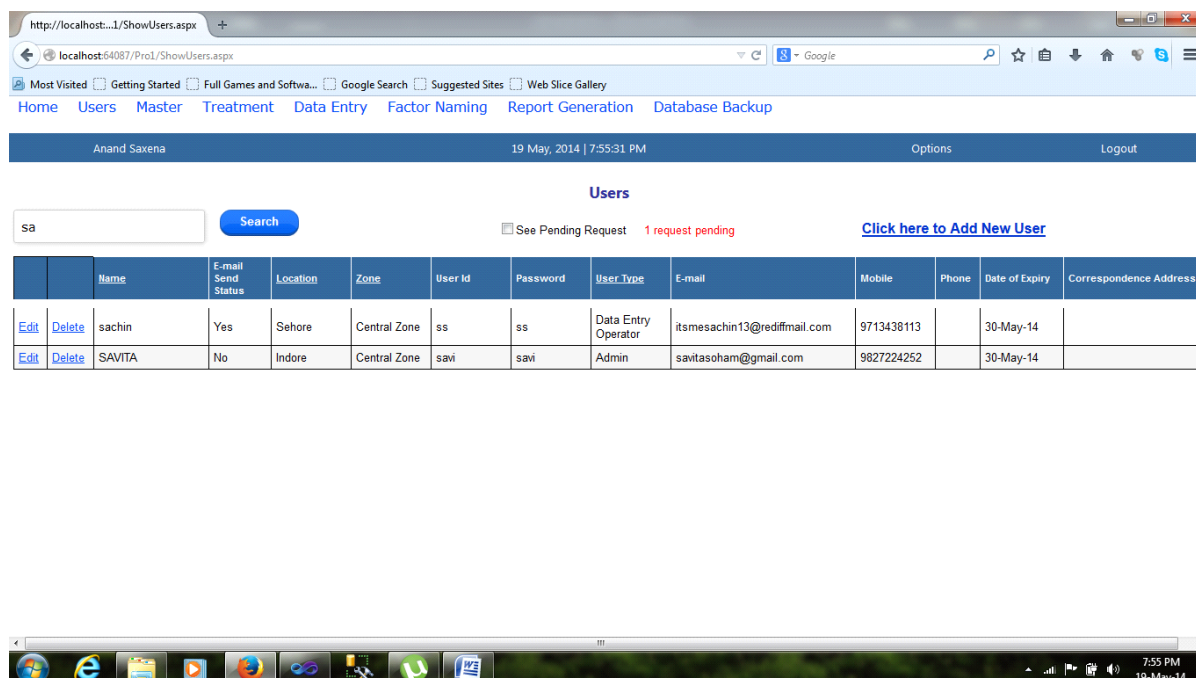 http://localhost:...1/ShowUsers.aspx
localhost:64087/Pro1/ShowUsers.aspx
Google
Most Visited Getting Started Full Games and Softwa... Google Search Suggested Sites Web Slice Gallery
Home Users Master Treatment Data Entry Factor Naming Report Generation Database Backup
Anand Saxena 19 May, 2014 | 7:55:31 PM Options Logout
Users
sa Search See Pending Request 1 request pending Click here to Add New User
Name E-mail Send Status Location Zone User Id Password User Type E-mail Mobile Phone Date of Expiry Correspondence Address
Edit Delete sachin Yes Sehore Central Zone ss ss Data Entry Operator itsmesachin13@rediffmail.com 9713438113 30-May-14
Edit Delete SAVITA No Indore Central Zone savi savi Admin savitasoham@gmail.com 9827224252 30-May-14
7:55 PM
19-May-14